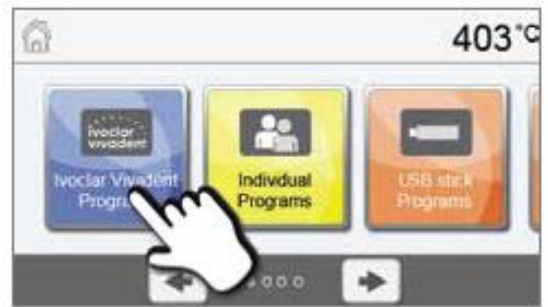 403°C
ivoclar
vivadent
Ivoclar Vivadent
Individual
Programs
USB stick
Programs